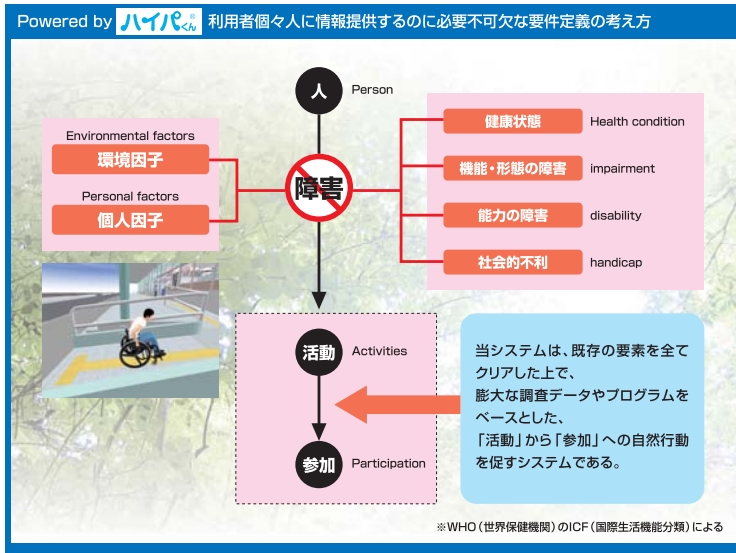 Powered by ハイパくん® 利用者個々人に情報提供するのに必要不可欠な要件定義の考え方
人 Person
Environmental factors
環境因子
Personal factors
個人因子
障害
健康状態 Health condition
機能・形態の障害 impairment
能力の障害 disability
社会的不利 handicap
活動 Activities
参加 Participation
当システムは、既存の要素を全て
クリアした上で、
膨大な調査データやプログラムを
ベースとした、
「活動」から「参加」への自然行動
を促すシステムである。
※WHO（世界保健機関）のICF（国際生活機能分類）による